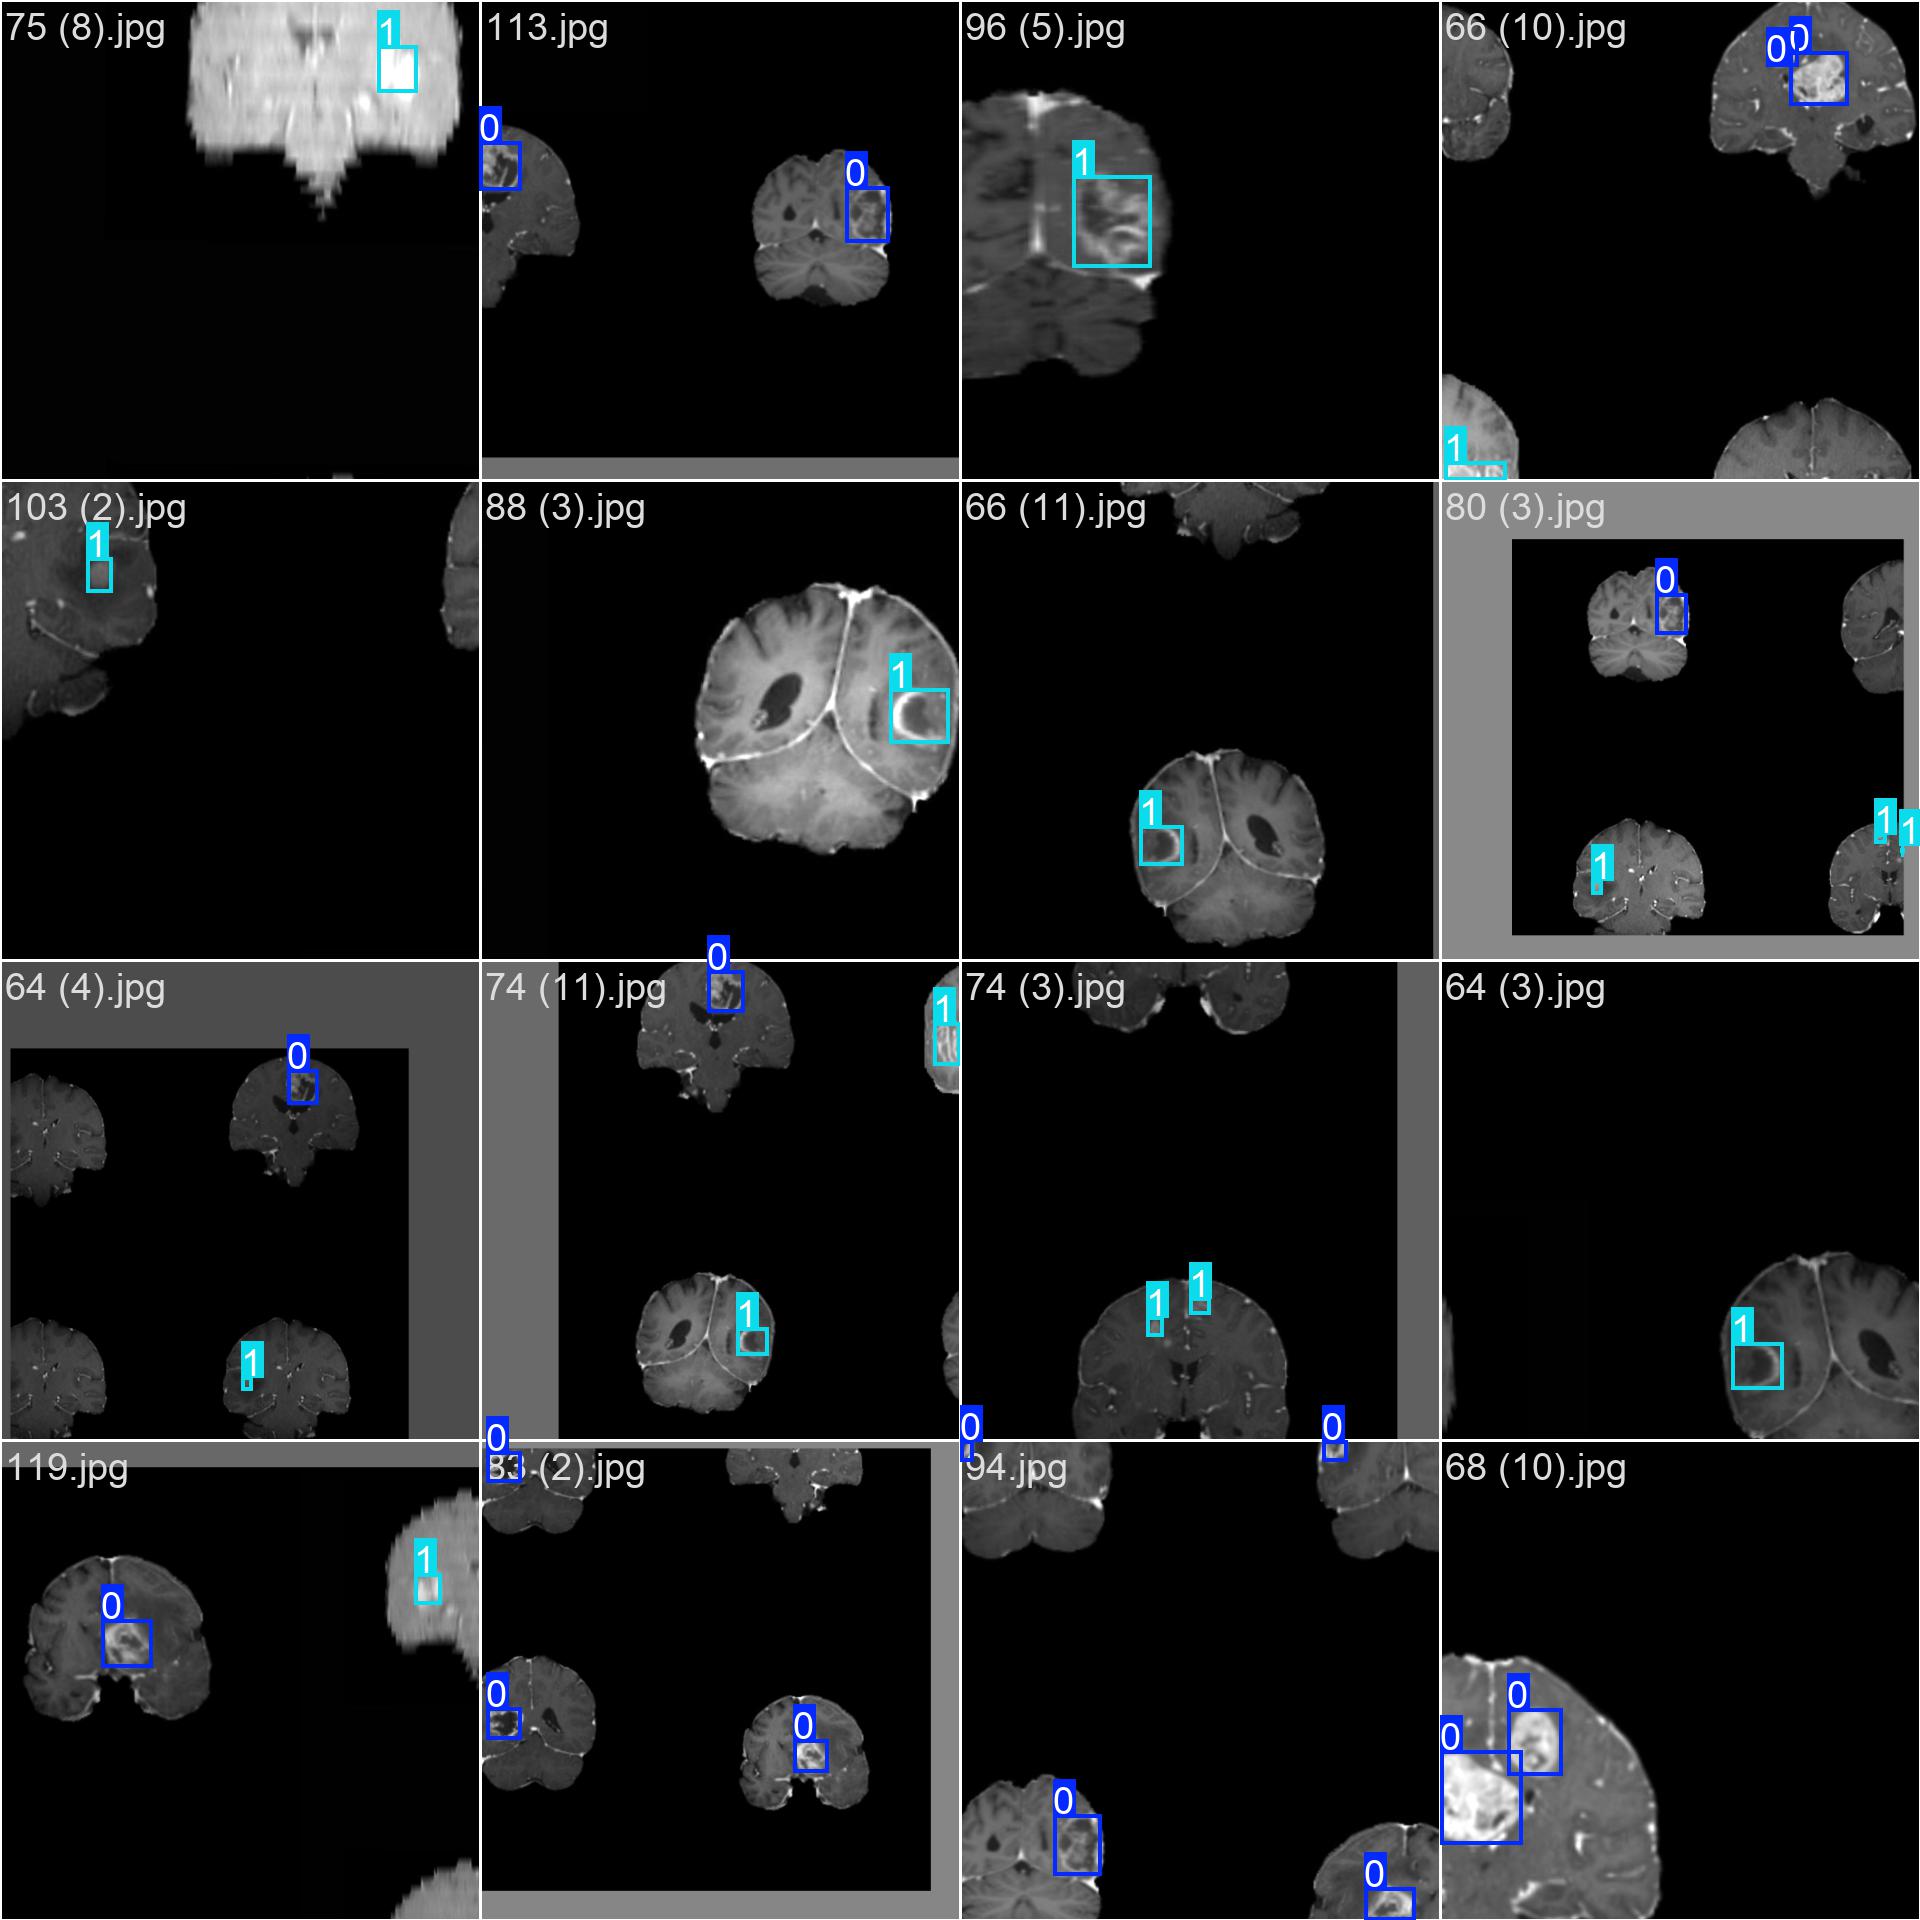 75 (8).jpg
1
113.jpg
0
0
96 (5).jpg
1
66 (10).jpg
0
0
1
103 (2).jpg
1
88 (3).jpg
1
66 (11).jpg
1
80 (3).jpg
0
1
1
1
64 (4).jpg
0
1
74 (11).jpg
0
1
1
74 (3).jpg
1
1
64 (3).jpg
1
119.jpg
0
1
83 (2).jpg
0
0
0
94.jpg
0
0
0
0
68 (10).jpg
0
0